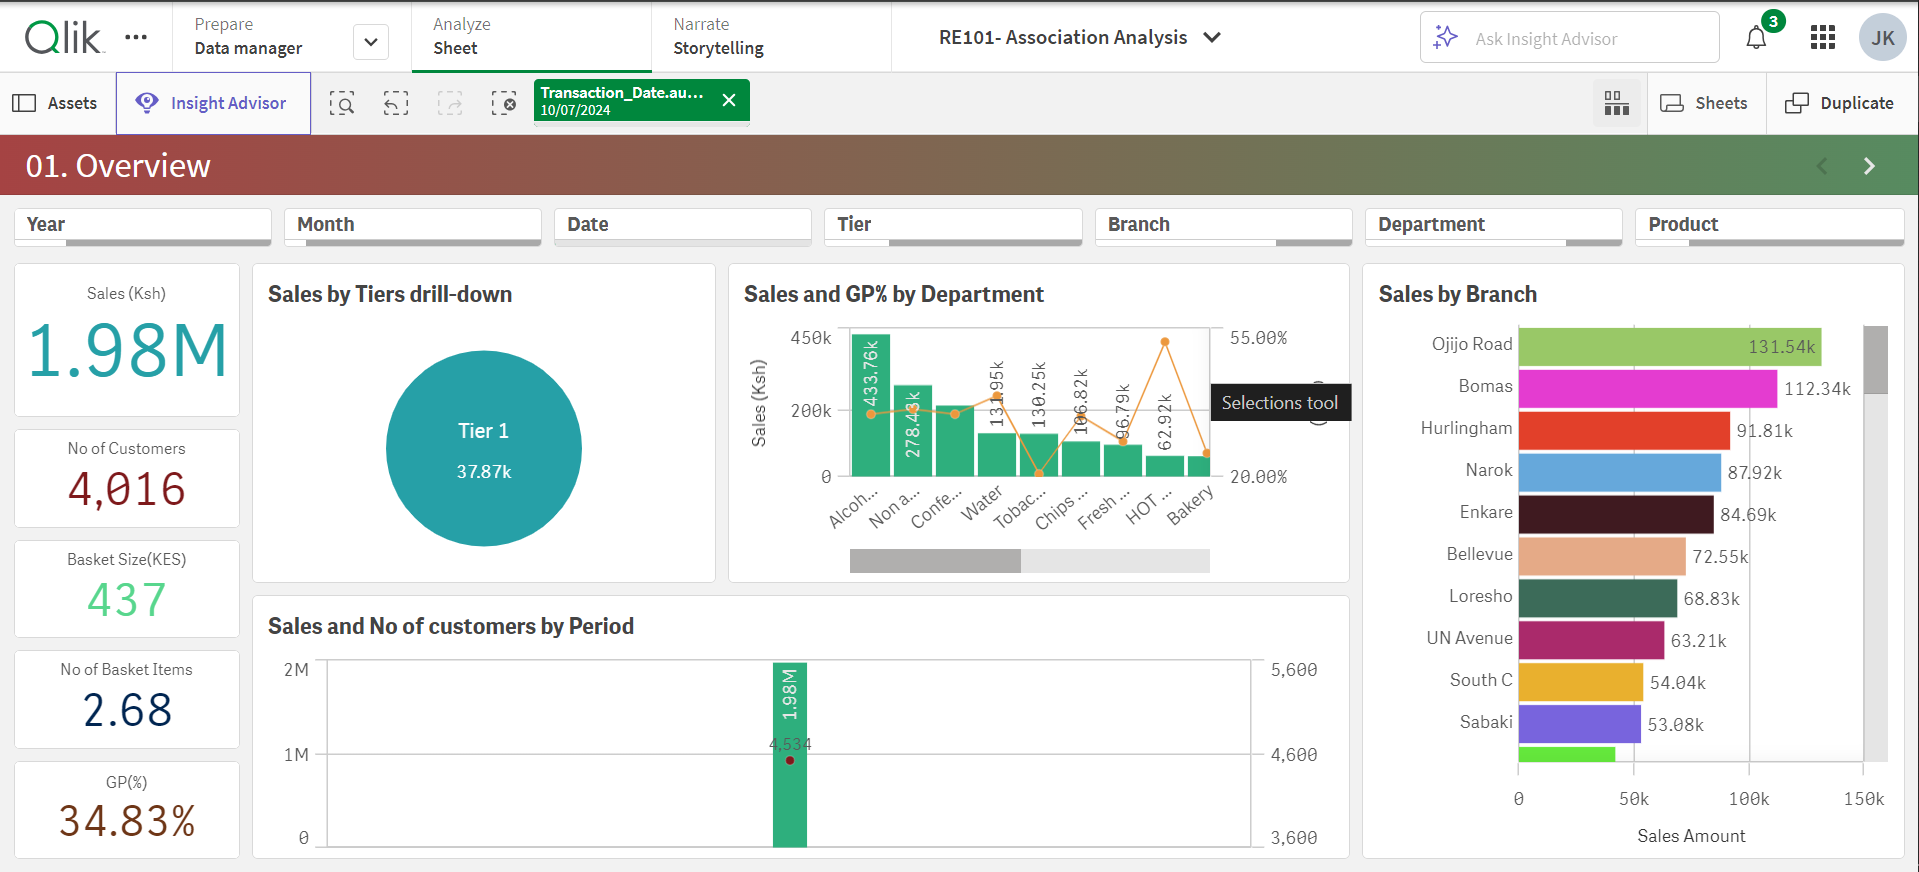 Qlik
Prepare
Data manager
Analyze
Sheet
Narrate
Storytelling
RE101- Association Analysis
Ask Insight Advisor
3
JK
Assets
Insight Advisor
Transaction_Date.au...
10/07/2024
Sheets
Duplicate
01. Overview
Year
Month
Date
Tier
Branch
Department
Product
Sales (Ksh)
1.98M
No of Customers
4,016
Basket Size(KES)
437
No of Basket Items
2.68
GP(%)
34.83%
Sales by Tiers drill-down
Tier 1
37.87k
Sales and GP% by Department
Sales (Ksh)
450k
200k
0
433.76k
278.43k
131.95k
130.25k
106.82k
96.79k
62.92k
55.00%
20.00%
Selections tool
Alcoh...
Non a...
Confe...
Water
Tobac...
Chips ...
Fresh ...
HOT ...
Bakery
Sales and No of customers by Period
2M
1M
0
1.98M
4,534
5,600
4,600
3,600
Sales by Branch
Ojijo Road 131.54k
Bomas 112.34k
Hurlingham 91.81k
Narok 87.92k
Enkare 84.69k
Bellevue 72.55k
Loresho 68.83k
UN Avenue 63.21k
South C 54.04k
Sabaki 53.08k
0 50k 100k 150k
Sales Amount